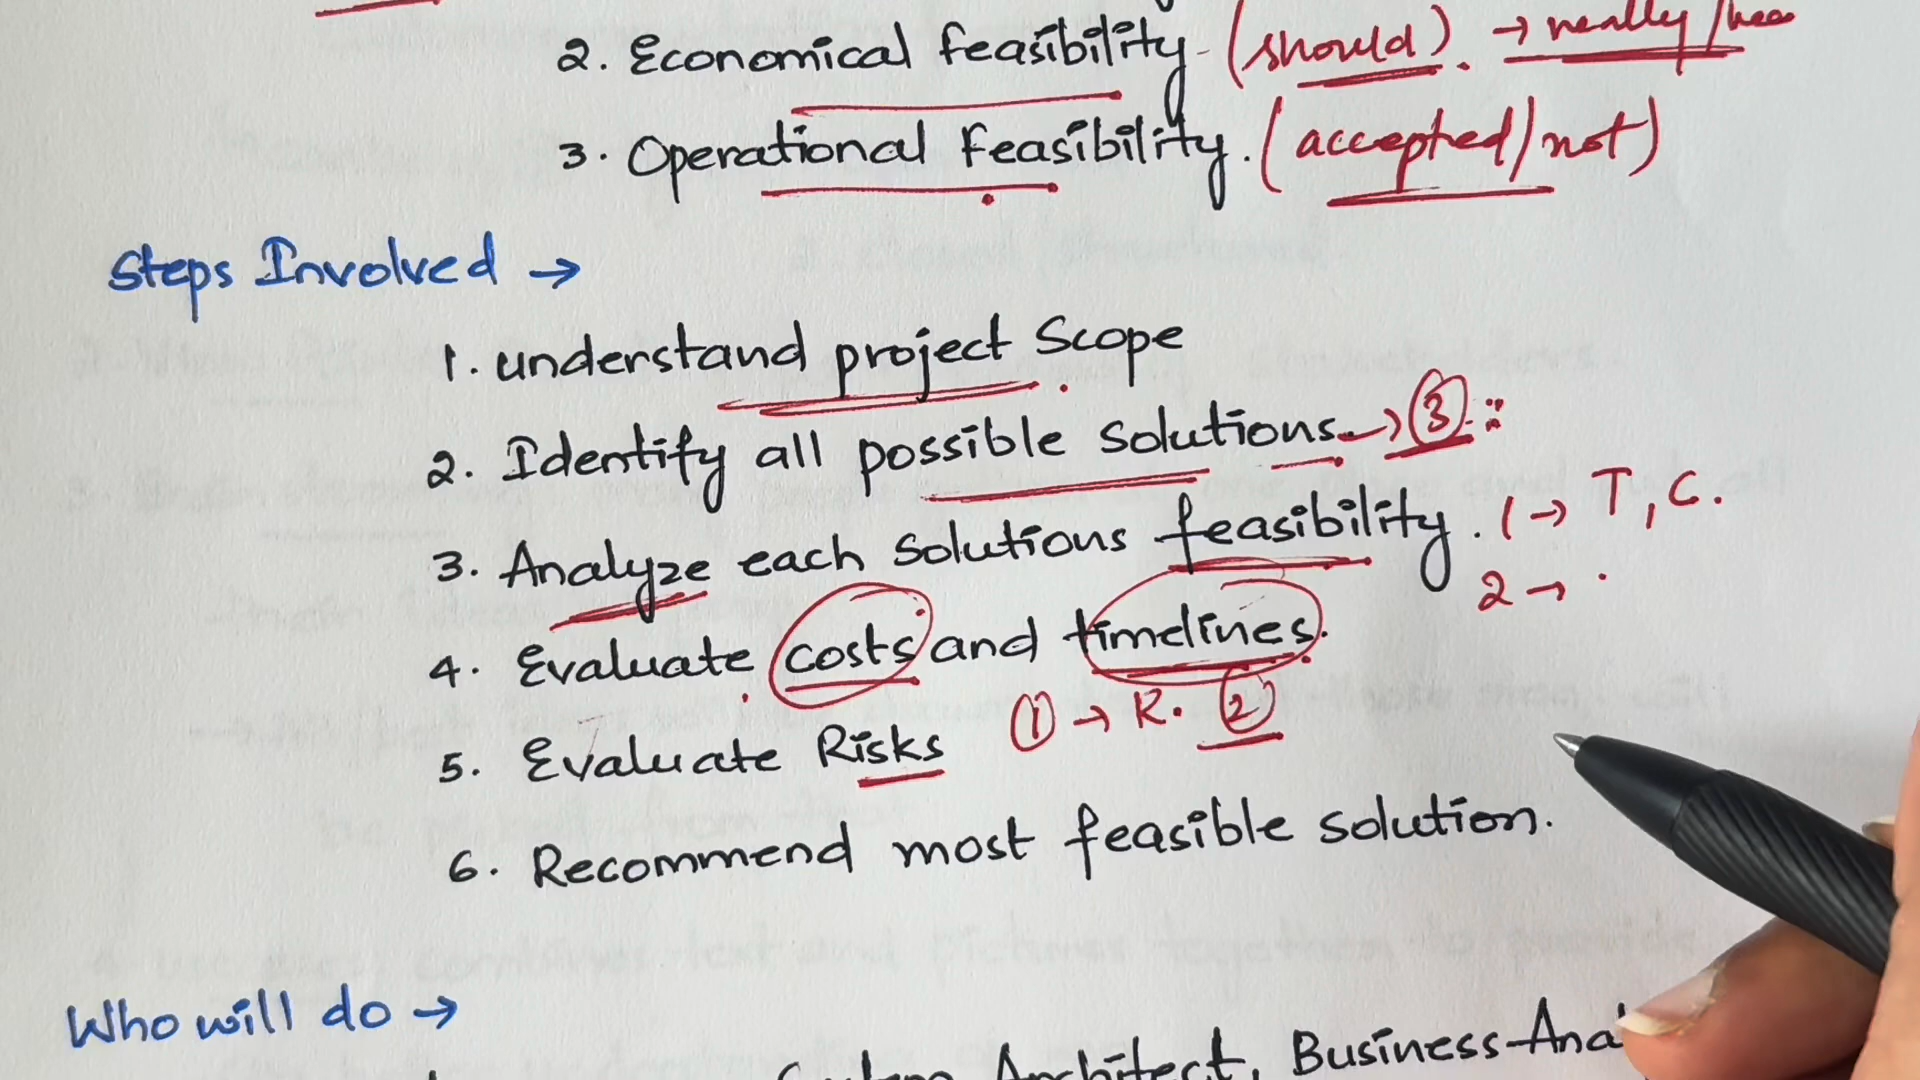 2. Economical feasibility (should). →
3. Operational Feasibility. (accepted/not)
Steps Involved →
1. understand project Scope
2. Identify all possible solutions. → 3
3. Analyze each solutions feasibility. 1 → T, C.
2 →
4. Evaluate costs and timelines.
1 → R. 2
5. Evaluate Risks
6. Recommend most feasible solution.
Who will do →
Architect, Business Ana